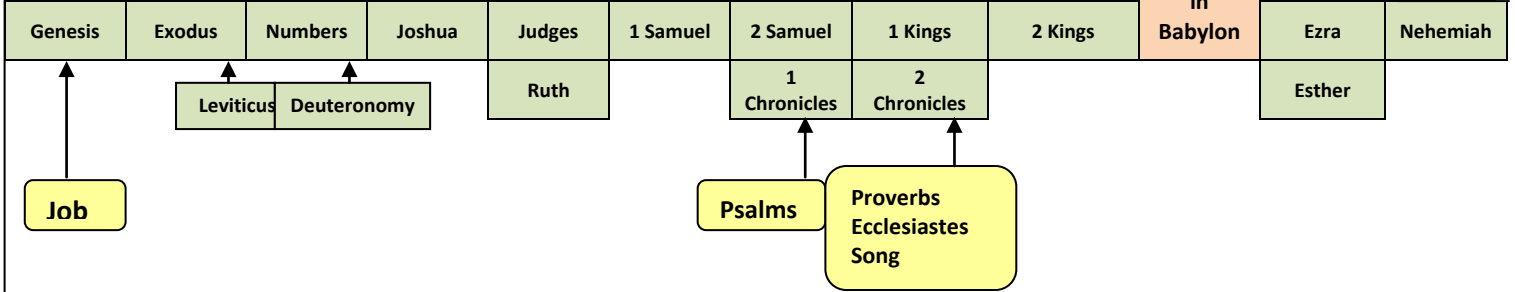 in
Genesis Exodus Numbers Joshua Judges 1 Samuel 2 Samuel 1 Kings 2 Kings Babylon Ezra Nehemiah
Leviticus Deuteronomy Ruth 1 Chronicles 2 Chronicles Esther
Job
Psalms
Proverbs
Ecclesiastes
Song